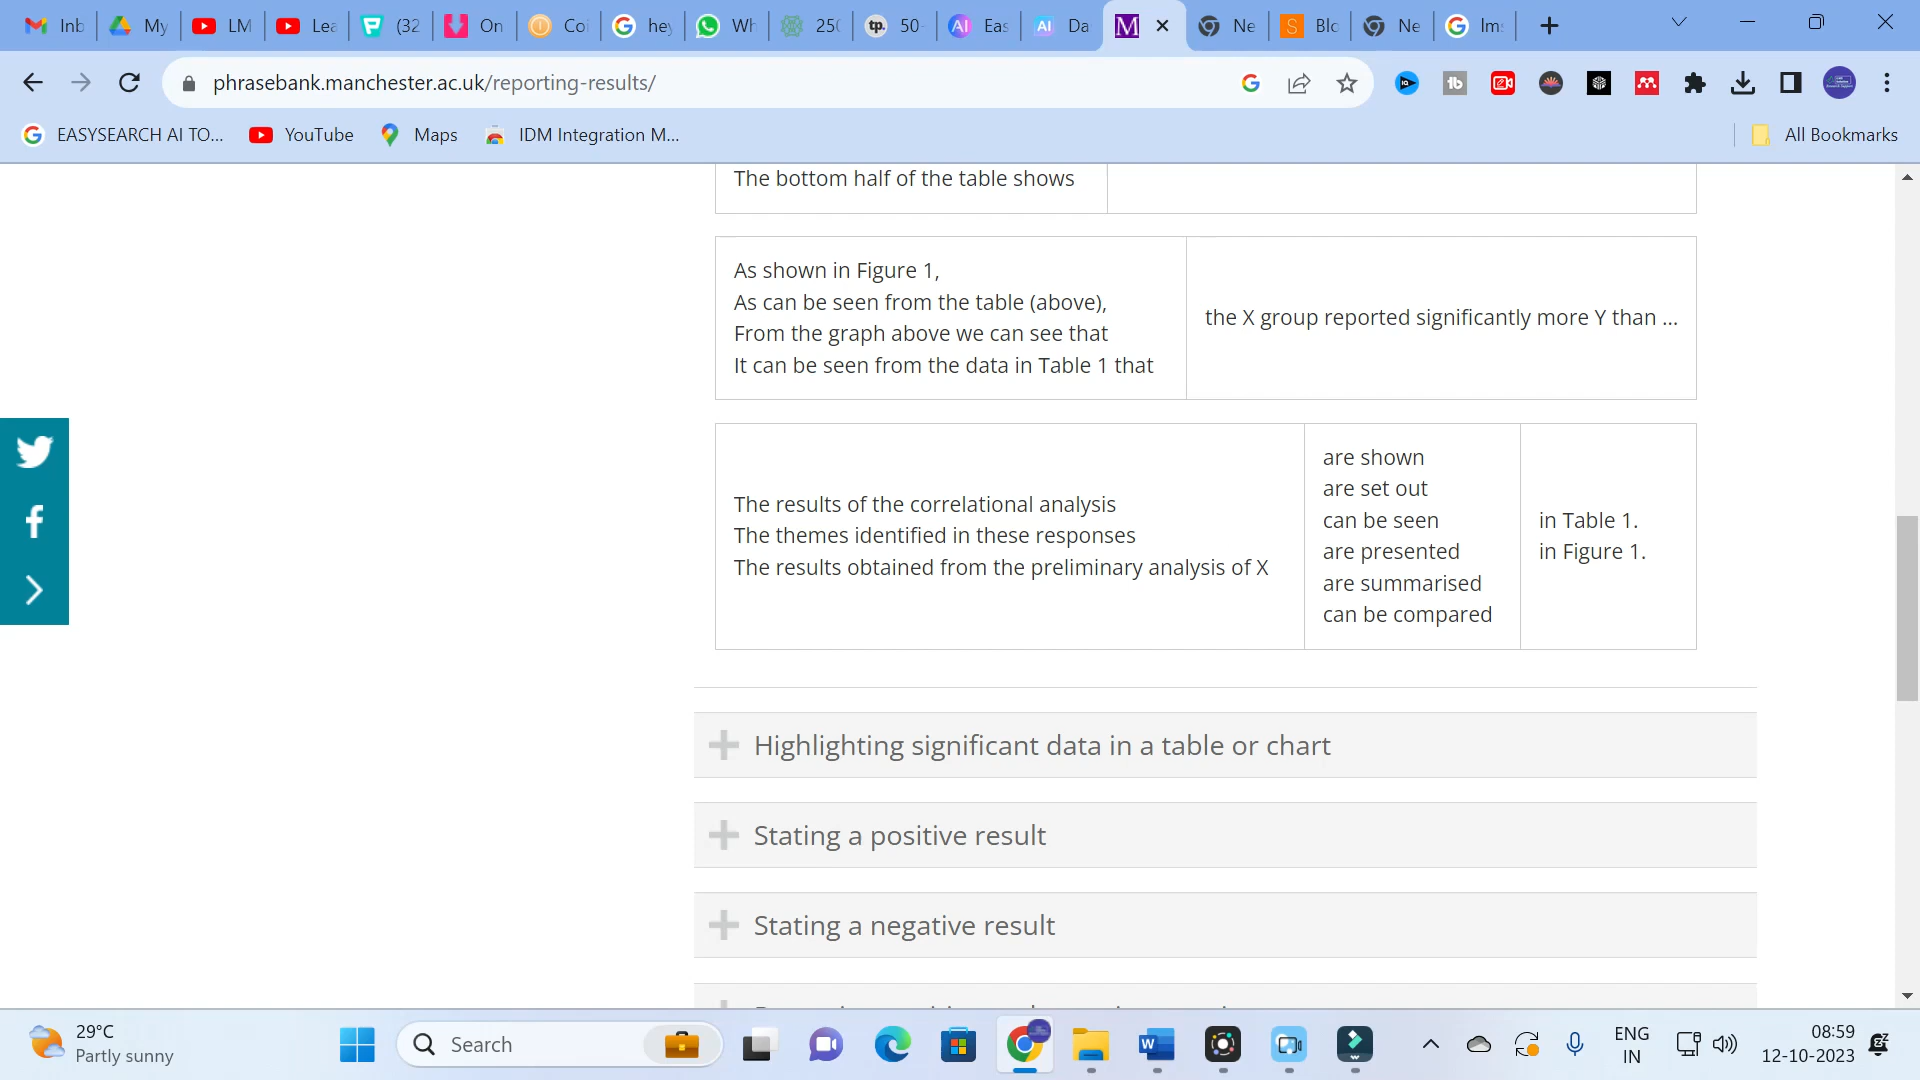 Inb
My
LM
Lea
(32
On
Coi
hey
Wh
250
tp.
50-
AI
Eas
AI
Da
M
Ne
S
Blo
Ne
Ims
phrasebank.manchester.ac.uk/reporting-results/
EASYSEARCH AI TO...
YouTube
Maps
IDM Integration M...
All Bookmarks
The bottom half of the table shows
As shown in Figure 1,
As can be seen from the table (above),
From the graph above we can see that
It can be seen from the data in Table 1 that
the X group reported significantly more Y than ...
The results of the correlational analysis
The themes identified in these responses
The results obtained from the preliminary analysis of X
are shown
are set out
can be seen
are presented
are summarised
can be compared
in Table 1.
in Figure 1.
Highlighting significant data in a table or chart
Stating a positive result
Stating a negative result
29°C
Partly sunny
Search
ENG
IN
08:59
12-10-2023